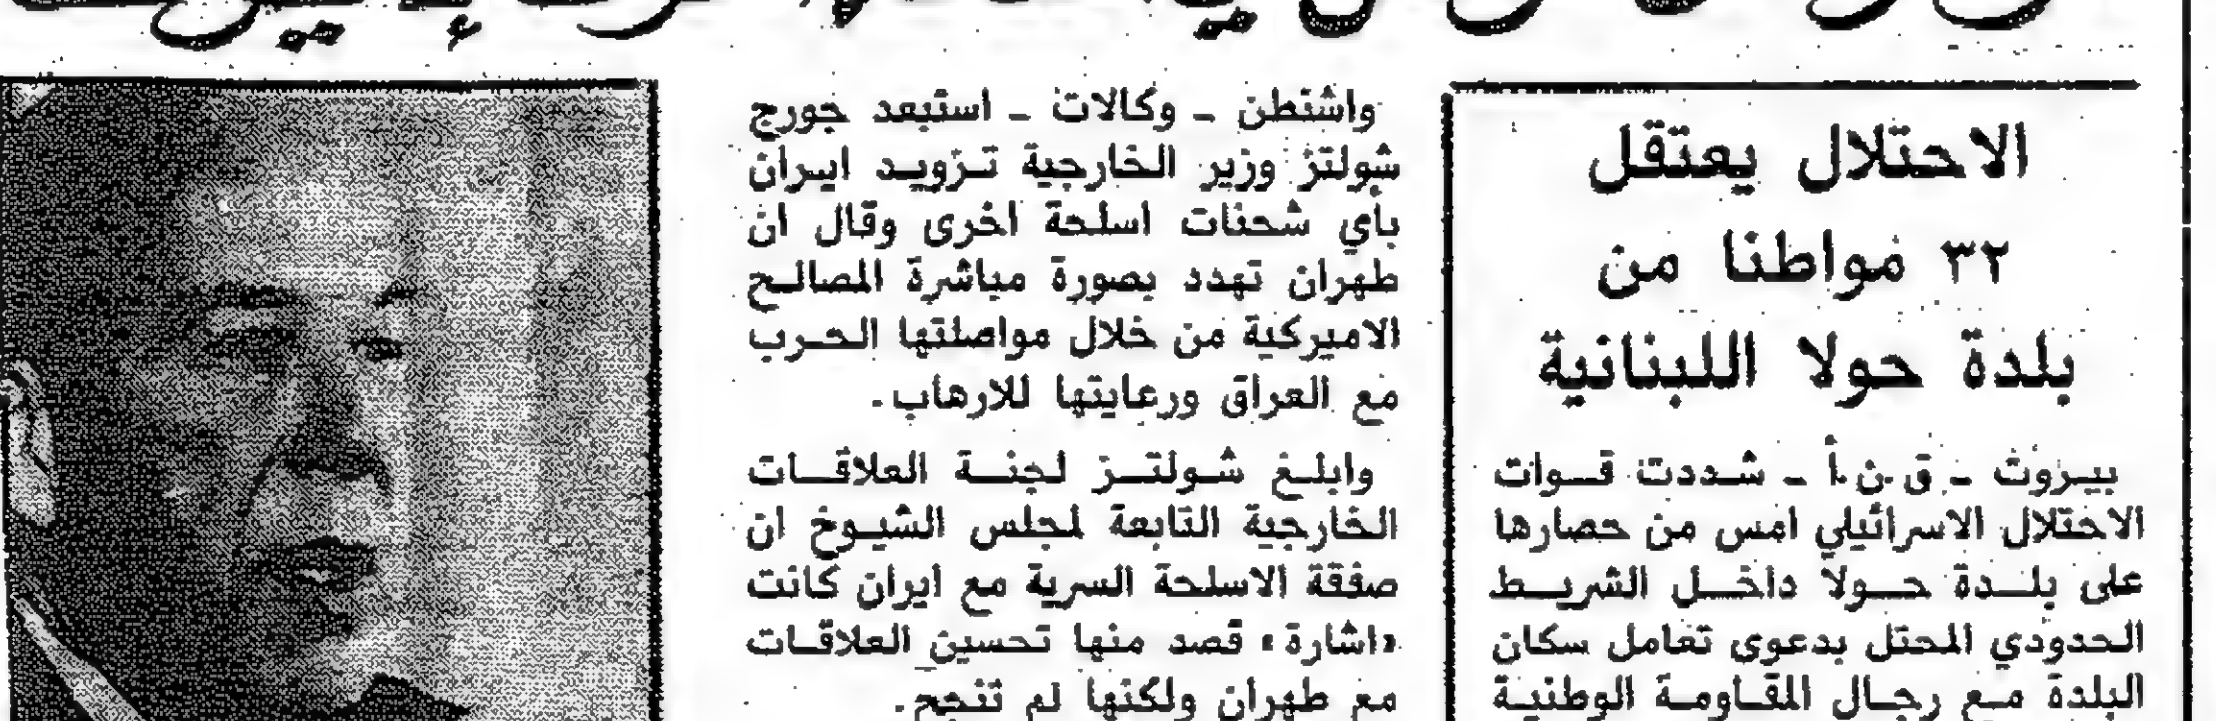 الاحتلال يعتقل
٣٢ مواطنا من
بلدة حولا اللبنانية
بيروت - ق.ن.أ - شددت قوات
الاحتلال الاسرائيلي امس من حصارها
على بلدة حولا داخل الشريط
الحدودي المحتل بدعوى تعامل سكان
البلدة مع رجال المقاومة الوطنية
واشنطن - وكالات - استبعد جورج
شولتز وزير الخارجية تزويد ايران
بأي شحنات اسلحة اخرى وقال ان
طهران تهدد بصورة مباشرة المصالح
الاميركية من خلال مواصلتها الحرب
مع العراق ورعايتها للارهاب.
وابلغ شولتز لجنة العلاقات
الخارجية التابعة لمجلس الشيوخ ان
صفقة الاسلحة السرية مع ايران كانت
«اشارة» قصد منها تحسين العلاقات
مع طهران ولكنها لم تنجح.